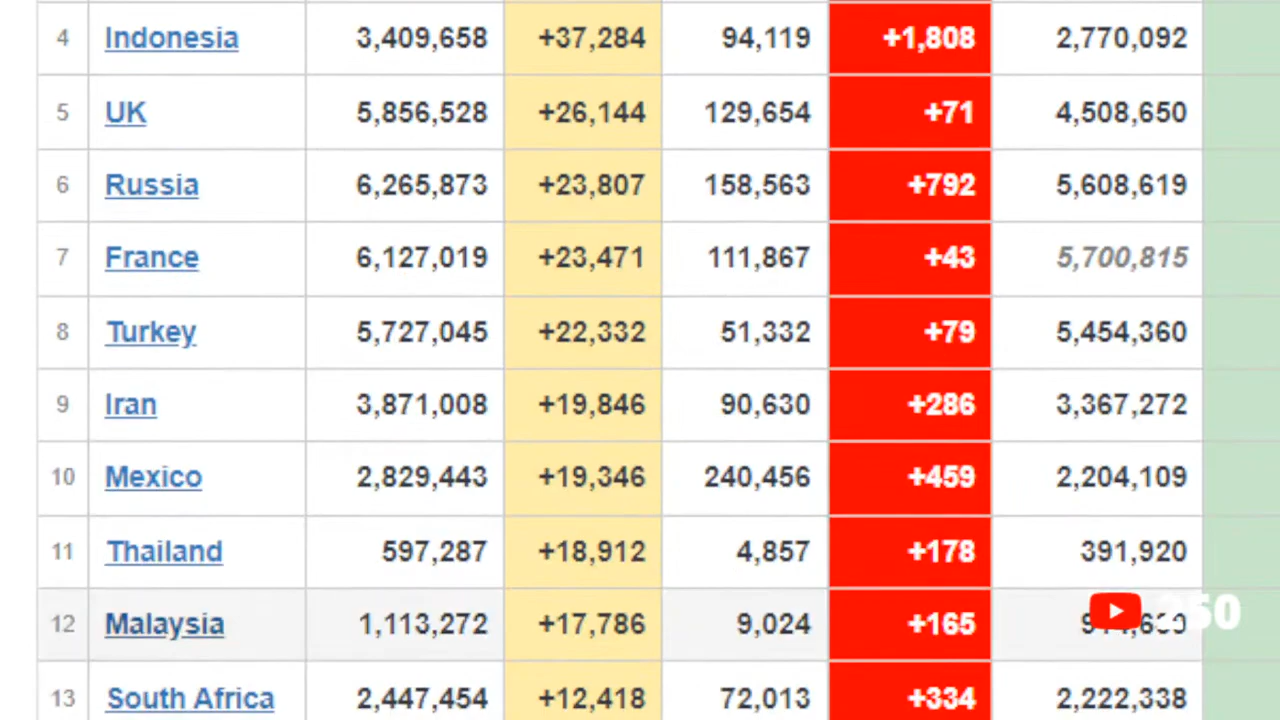 4 Indonesia 3,409,658 +37,284 94,119 +1,808 2,770,092
5 UK 5,856,528 +26,144 129,654 +71 4,508,650
6 Russia 6,265,873 +23,807 158,563 +792 5,608,619
7 France 6,127,019 +23,471 111,867 +43 5,700,815
8 Turkey 5,727,045 +22,332 51,332 +79 5,454,360
9 Iran 3,871,008 +19,846 90,630 +286 3,367,272
10 Mexico 2,829,443 +19,346 240,456 +459 2,204,109
11 Thailand 597,287 +18,912 4,857 +178 391,920
12 Malaysia 1,113,272 +17,786 9,024 +165
13 South Africa 2,447,454 +12,418 72,013 +334 2,222,338